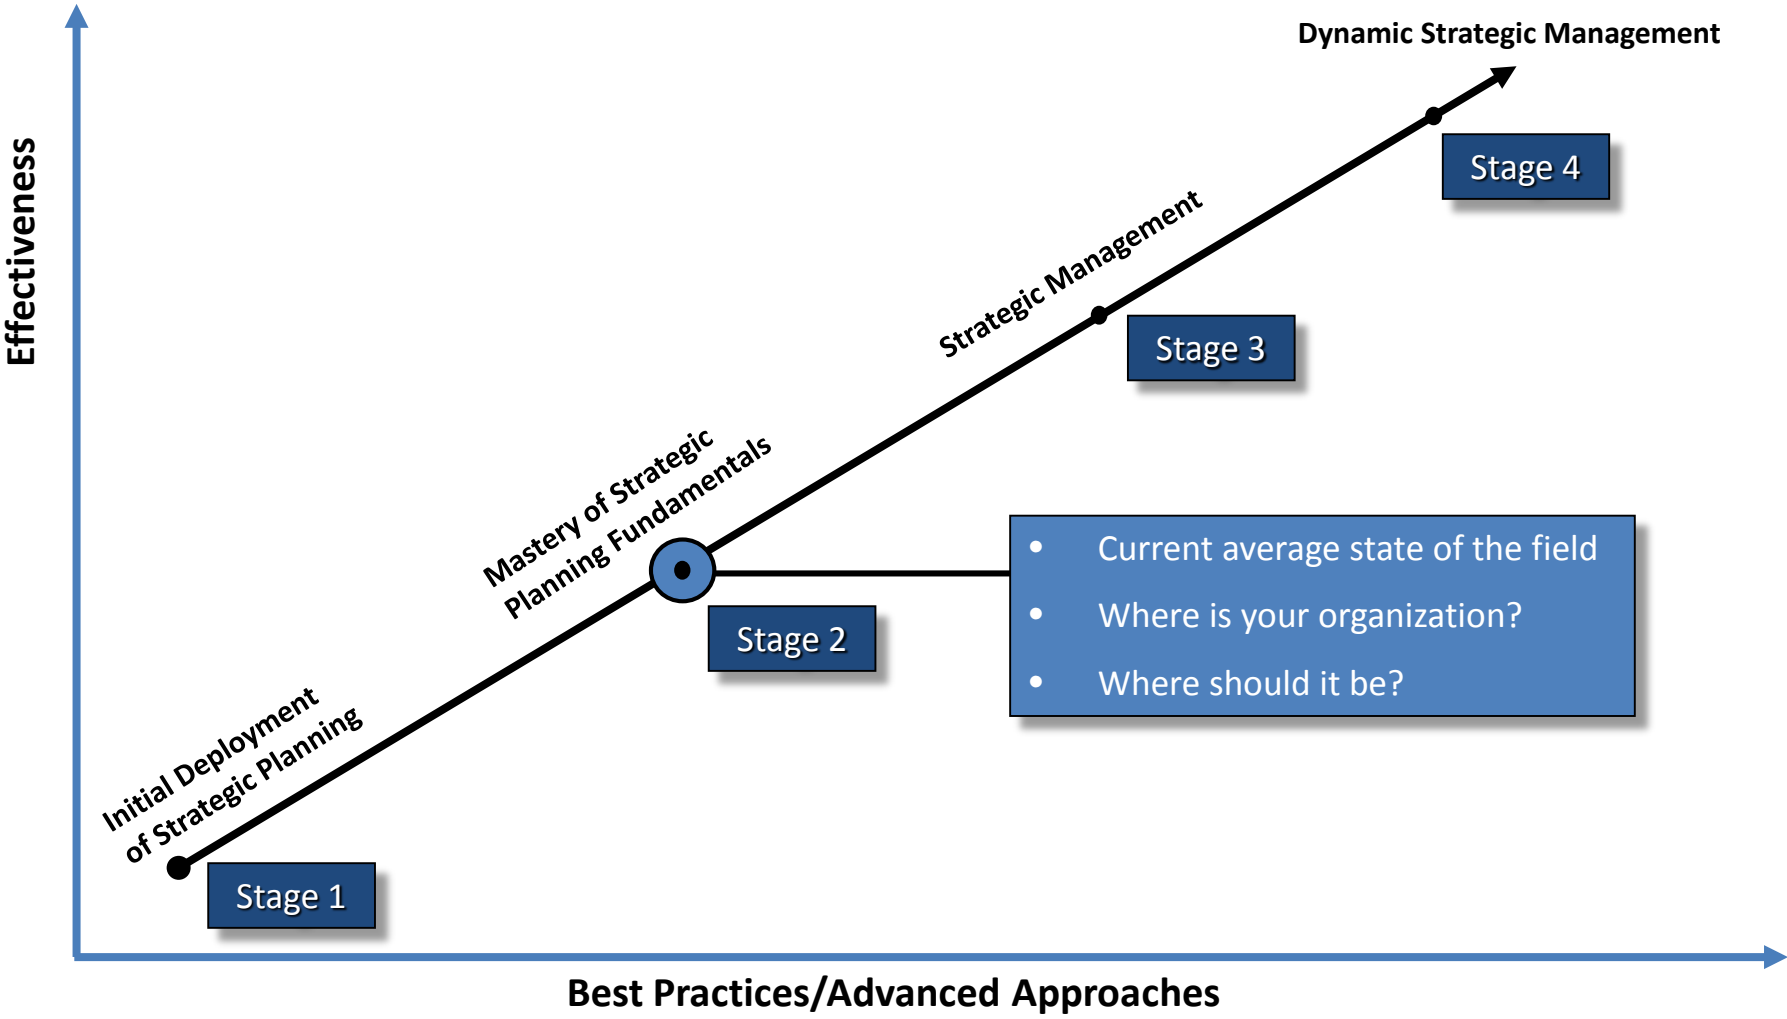 Dynamic Strategic Management
Stage 4
Effectiveness
Strategic Management
Stage 3
Mastery of Strategic
Planning Fundamentals
Stage 2
• Current average state of the field
• Where is your organization?
• Where should it be?
Initial Deployment
of Strategic Planning
Stage 1
Best Practices/Advanced Approaches